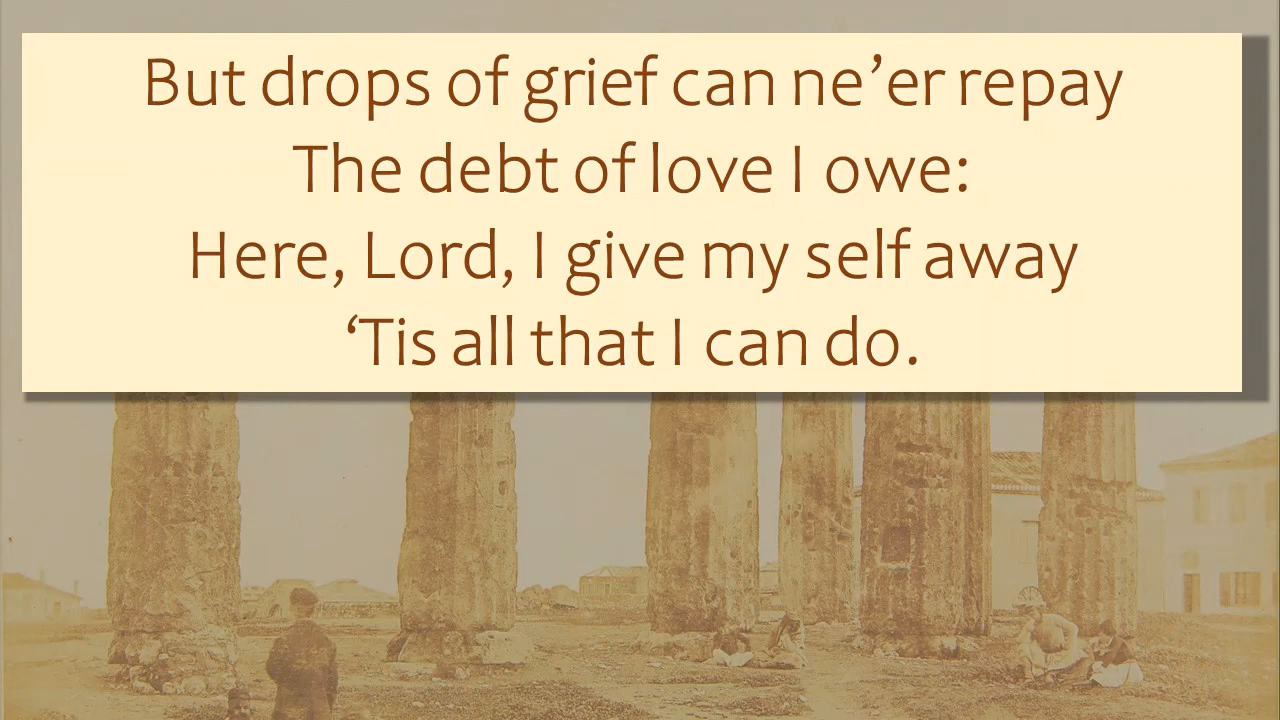 But drops of grief can ne’er repay
The debt of love I owe:
Here, Lord, I give my self away
‘Tis all that I can do.